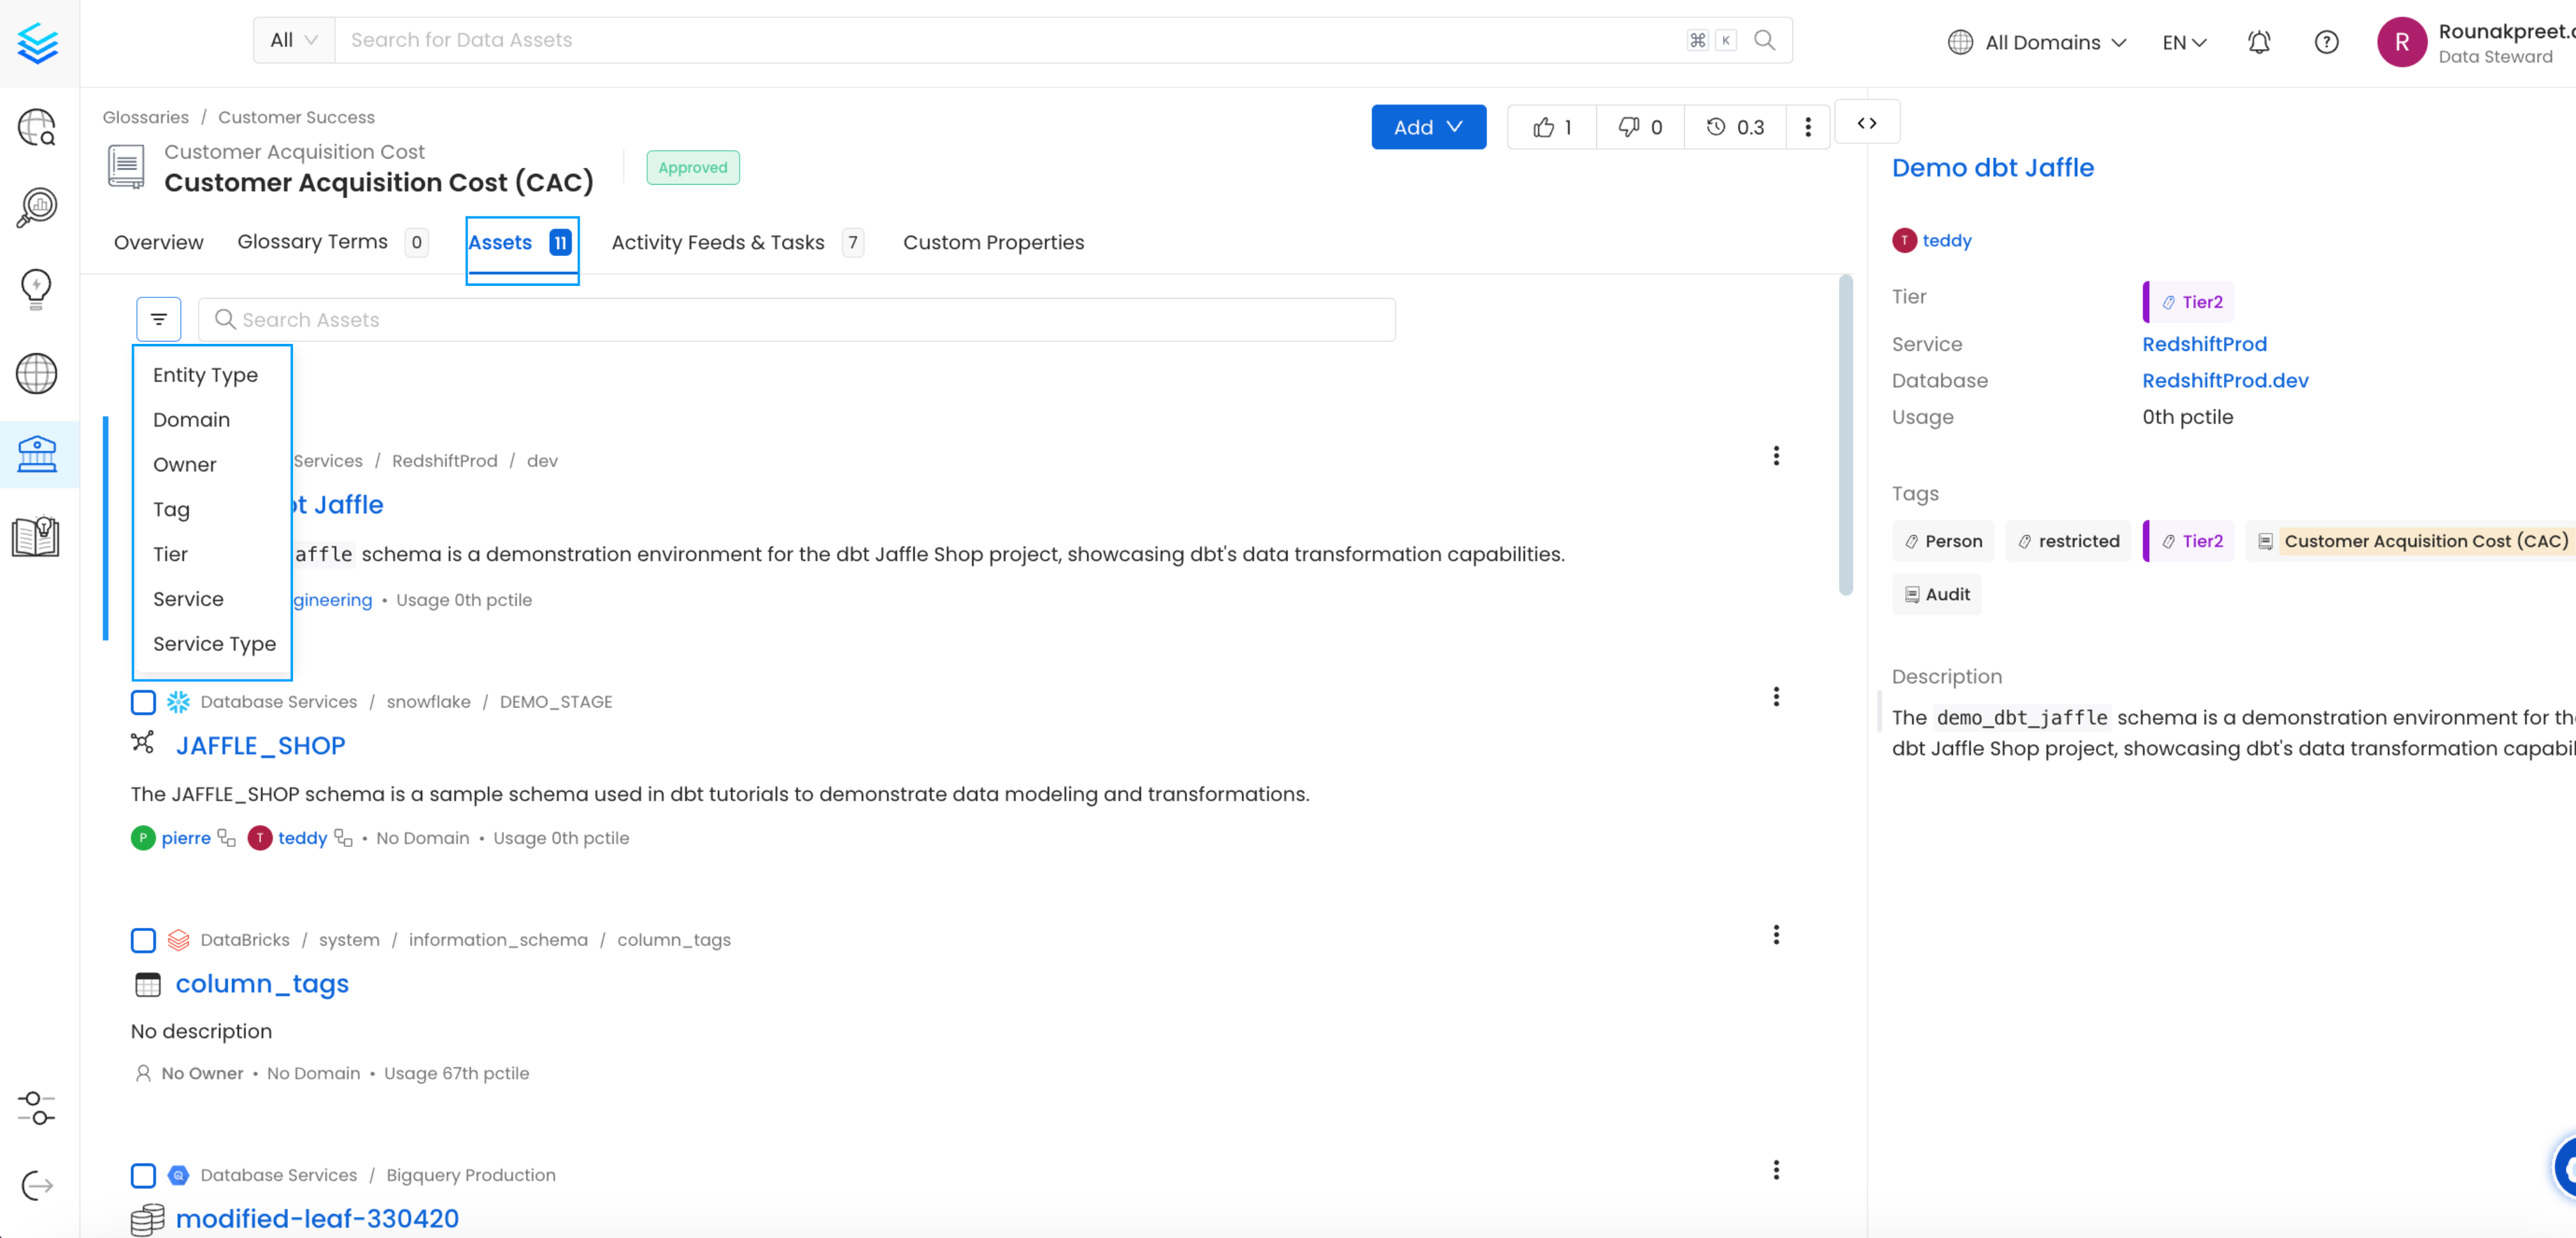 All
Search for Data Assets
⌘ K
All Domains
EN
R
Rounakpreet.
Data Steward
Glossaries / Customer Success
Customer Acquisition Cost
Customer Acquisition Cost (CAC)
Approved
Add
1
0
0.3
Overview
Glossary Terms 0
Assets 11
Activity Feeds & Tasks 7
Custom Properties
Search Assets
Entity Type
Domain
Owner
Tag
Tier
Service
Service Type
Services / RedshiftProd / dev
t Jaffle
affle schema is a demonstration environment for the dbt Jaffle Shop project, showcasing dbt's data transformation capabilities.
gineering • Usage 0th pctile
Database Services / snowflake / DEMO_STAGE
JAFFLE_SHOP
The JAFFLE_SHOP schema is a sample schema used in dbt tutorials to demonstrate data modeling and transformations.
P pierre T teddy • No Domain • Usage 0th pctile
DataBricks / system / information_schema / column_tags
column_tags
No description
No Owner • No Domain • Usage 67th pctile
Database Services / Bigquery Production
modified-leaf-330420
Demo dbt Jaffle
T teddy
Tier Tier2
Service RedshiftProd
Database RedshiftProd.dev
Usage 0th pctile
Tags
Person restricted Tier2 Customer Acquisition Cost (CAC)
Audit
Description
The demo_dbt_jaffle schema is a demonstration environment for th
dbt Jaffle Shop project, showcasing dbt's data transformation capabil